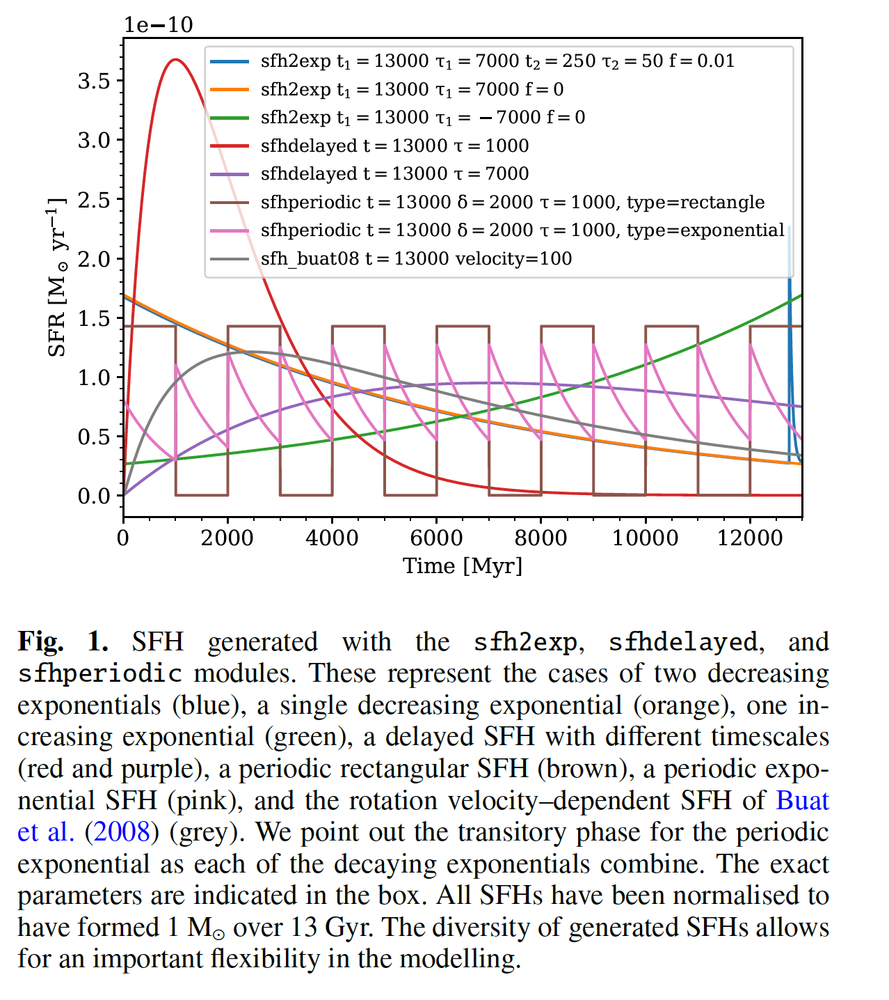 1e−10
sfh2exp t₁ = 13000 τ₁ = 7000 t₂ = 250 τ₂ = 50 f = 0.01
sfh2exp t₁ = 13000 τ₁ = 7000 f = 0
sfh2exp t₁ = 13000 τ₁ = −7000 f = 0
sfhdelayed t = 13000 τ = 1000
sfhdelayed t = 13000 τ = 7000
sfhperiodic t = 13000 δ = 2000 τ = 1000, type=rectangle
sfhperiodic t = 13000 δ = 2000 τ = 1000, type=exponential
sfh_buat08 t = 13000 velocity=100
3.5
3.0
2.5
2.0
1.5
1.0
0.5
0.0
SFR [M⊙ yr⁻¹]
0 2000 4000 6000 8000 10000 12000
Time [Myr]
Fig. 1. SFH generated with the sfh2exp, sfhdelayed, and
sfhperiodic modules. These represent the cases of two decreasing
exponentials (blue), a single decreasing exponential (orange), one in-
creasing exponential (green), a delayed SFH with different timescales
(red and purple), a periodic rectangular SFH (brown), a periodic expo-
nential SFH (pink), and the rotation velocity–dependent SFH of Buat
et al. (2008) (grey). We point out the transitory phase for the periodic
exponential as each of the decaying exponentials combine. The exact
parameters are indicated in the box. All SFHs have been normalised to
have formed 1 M⊙ over 13 Gyr. The diversity of generated SFHs allows
for an important flexibility in the modelling.